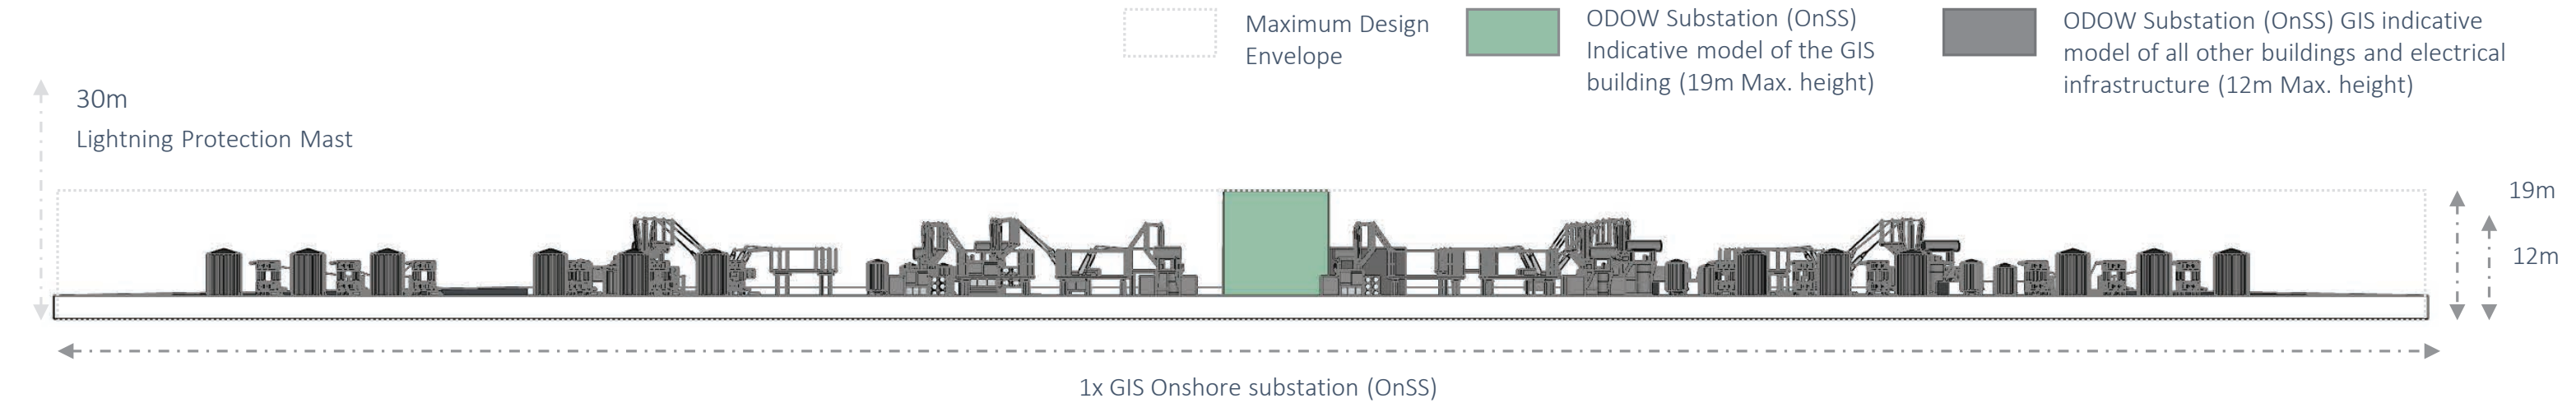 Maximum Design
Envelope
ODOW Substation (OnSS)
Indicative model of the GIS
building (19m Max. height)
ODOW Substation (OnSS) GIS indicative
model of all other buildings and electrical
infrastructure (12m Max. height)
30m
Lightning Protection Mast
19m
12m
1x GIS Onshore substation (OnSS)